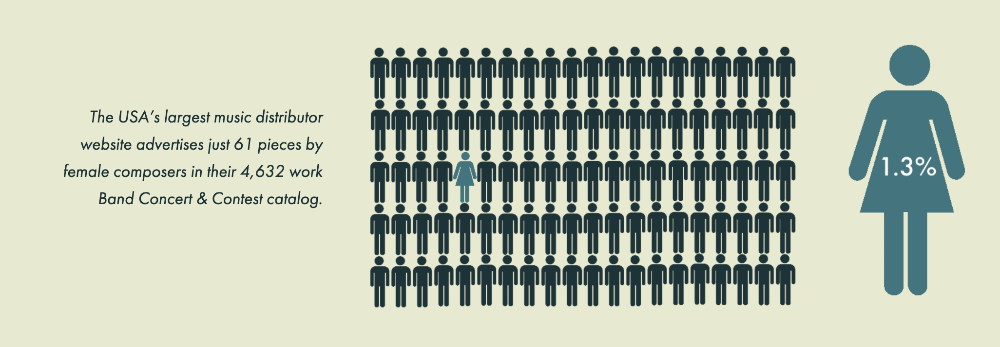 The USA’s largest music distributor
website advertises just 61 pieces by
female composers in their 4,632 work
Band Concert & Contest catalog.
1.3%